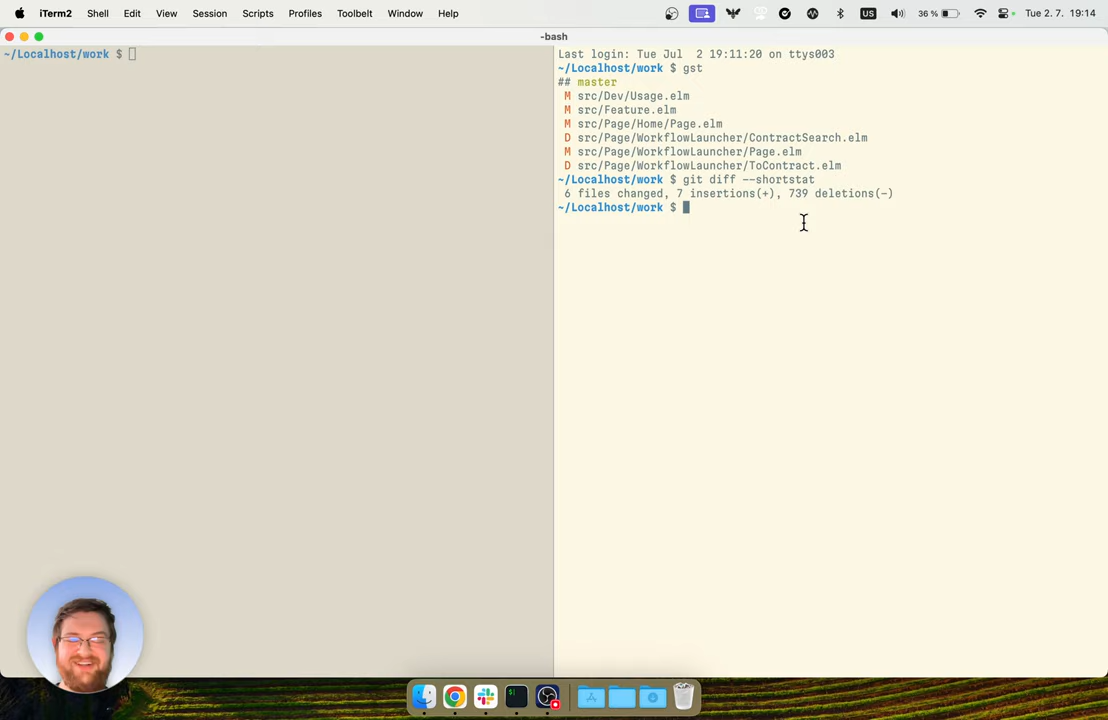 iTerm2 Shell Edit View Session Scripts Profiles Toolbelt Window Help US 36 % Tue 2. 7. 19:14
-bash
~/Localhost/work $
Last login: Tue Jul 2 19:11:20 on ttys003
~/Localhost/work $ gst
## master
M src/Dev/Usage.elm
M src/Feature.elm
M src/Page/Home/Page.elm
D src/Page/WorkflowLauncher/ContractSearch.elm
M src/Page/WorkflowLauncher/Page.elm
D src/Page/WorkflowLauncher/ToContract.elm
~/Localhost/work $ git diff --shortstat
6 files changed, 7 insertions(+), 739 deletions(-)
~/Localhost/work $